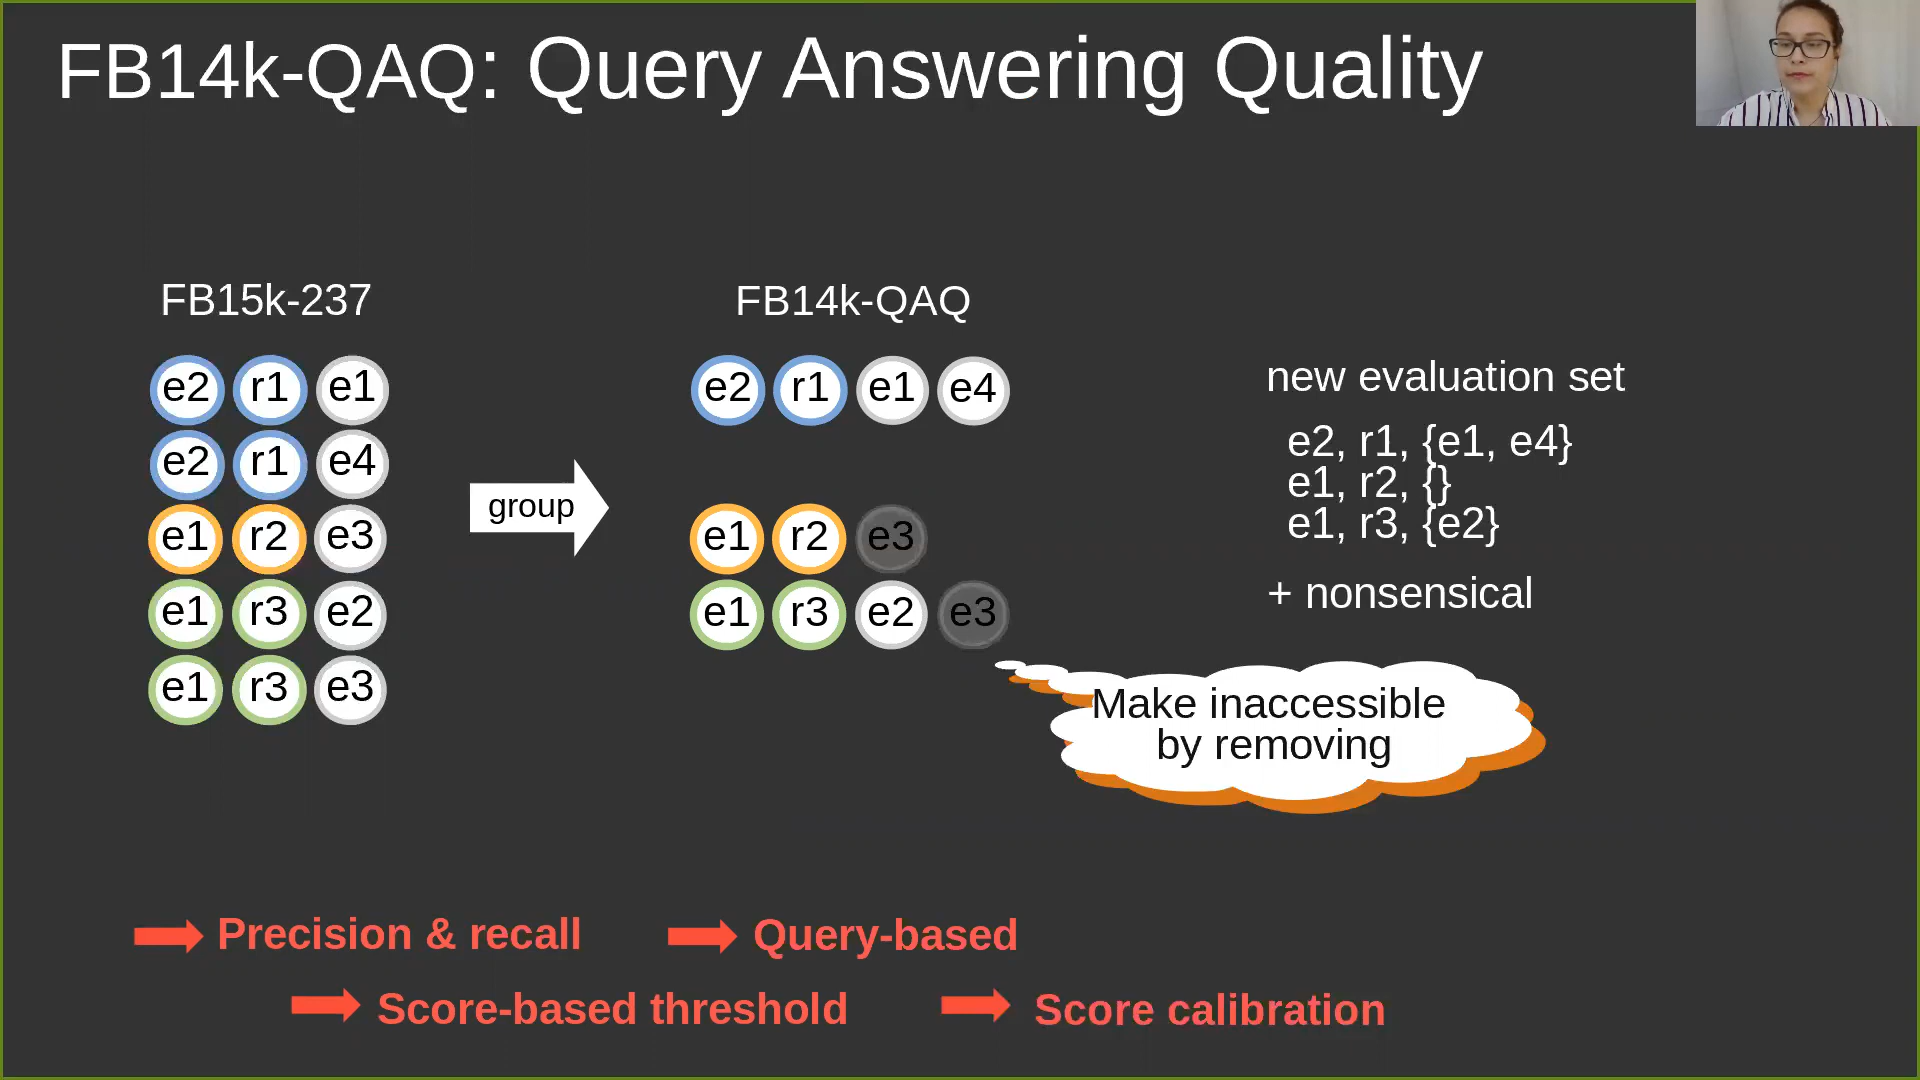 FB14k-QAQ: Query Answering Quality
FB15k-237
e2 r1 e1
e2 r1 e4
e1 r2 e3
e1 r3 e2
e1 r3 e3
group
FB14k-QAQ
e2 r1 e1 e4
e1 r2 e3
e1 r3 e2 e3
new evaluation set
e2, r1, {e1, e4}
e1, r2, {}
e1, r3, {e2}
+ nonsensical
Make inaccessible
by removing
Precision & recall
Query-based
Score-based threshold
Score calibration